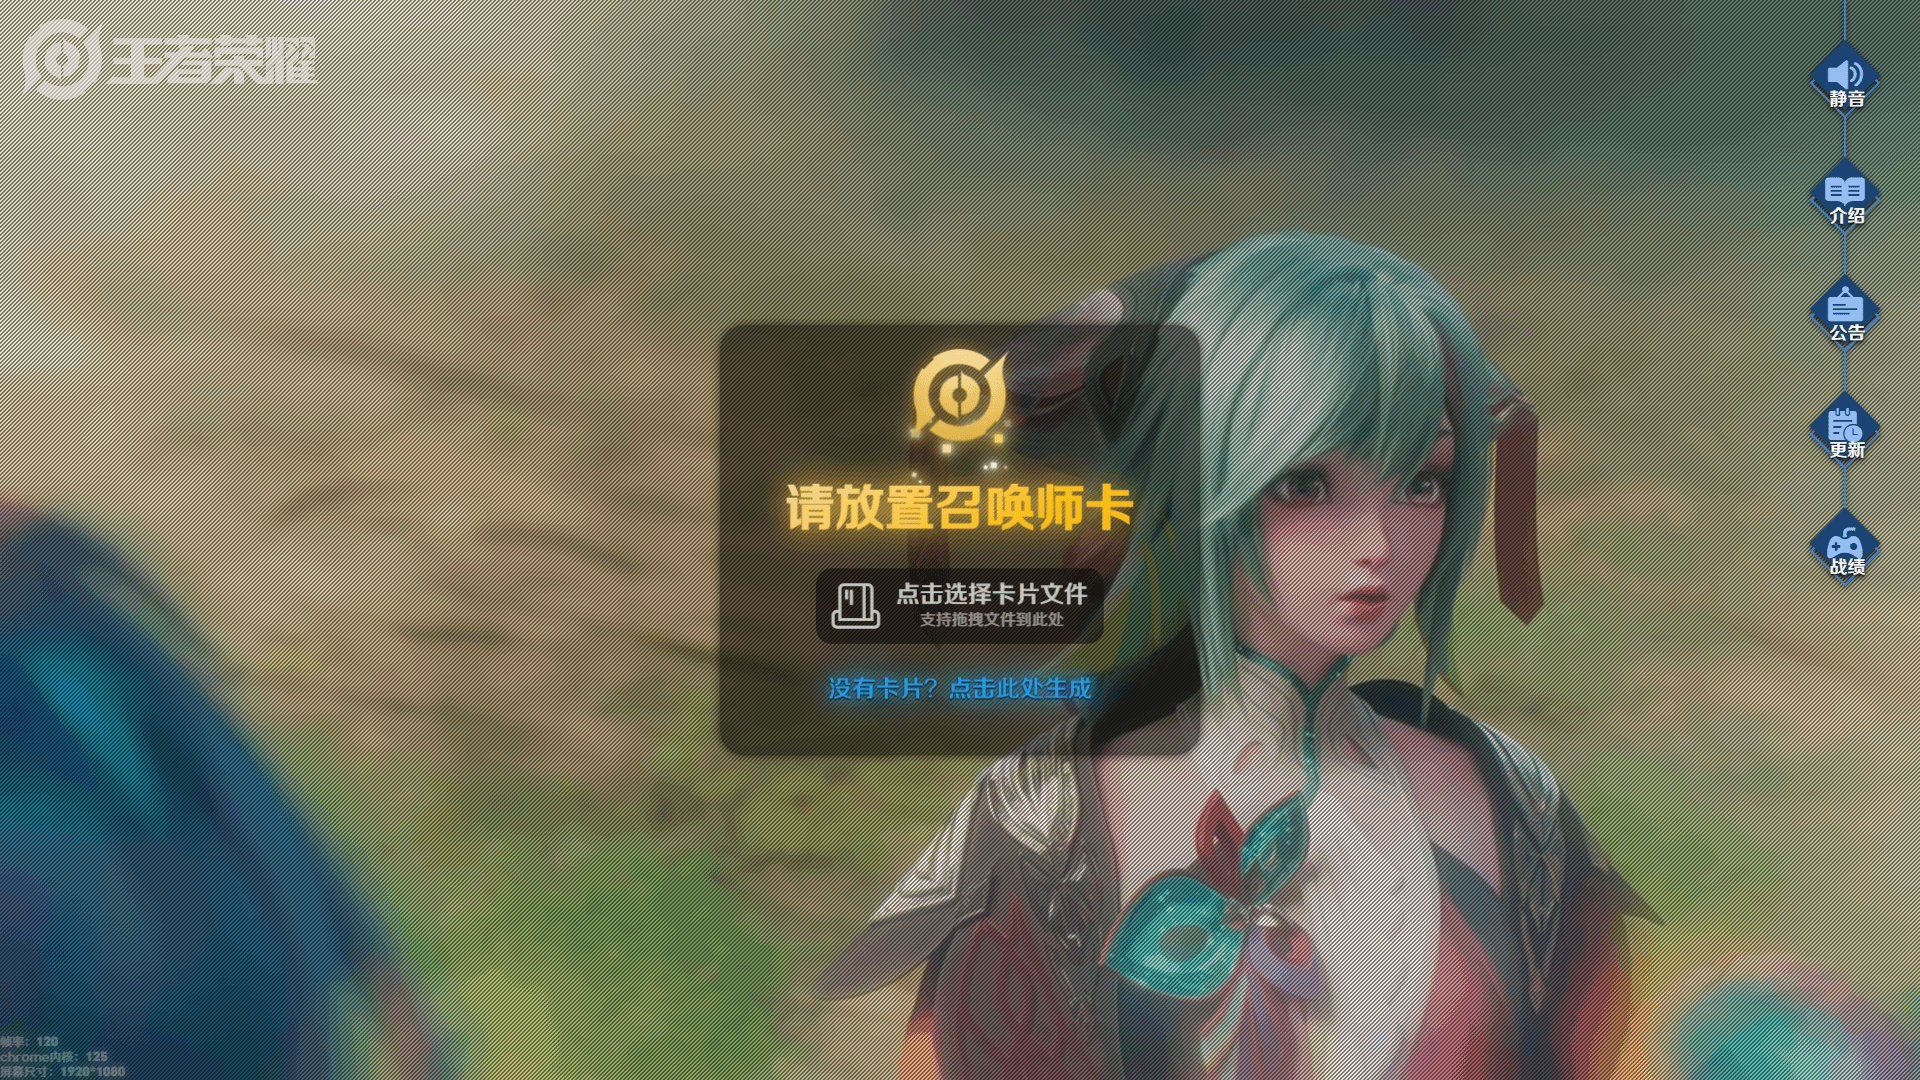 王者荣耀
静音
介绍
公告
更新
战绩
请放置召唤师卡
点击选择卡片文件
支持拖拽文件到此处
没有卡片？点击此处生成
帧率：120
chrome内核：125
屏幕尺寸：1920*1080